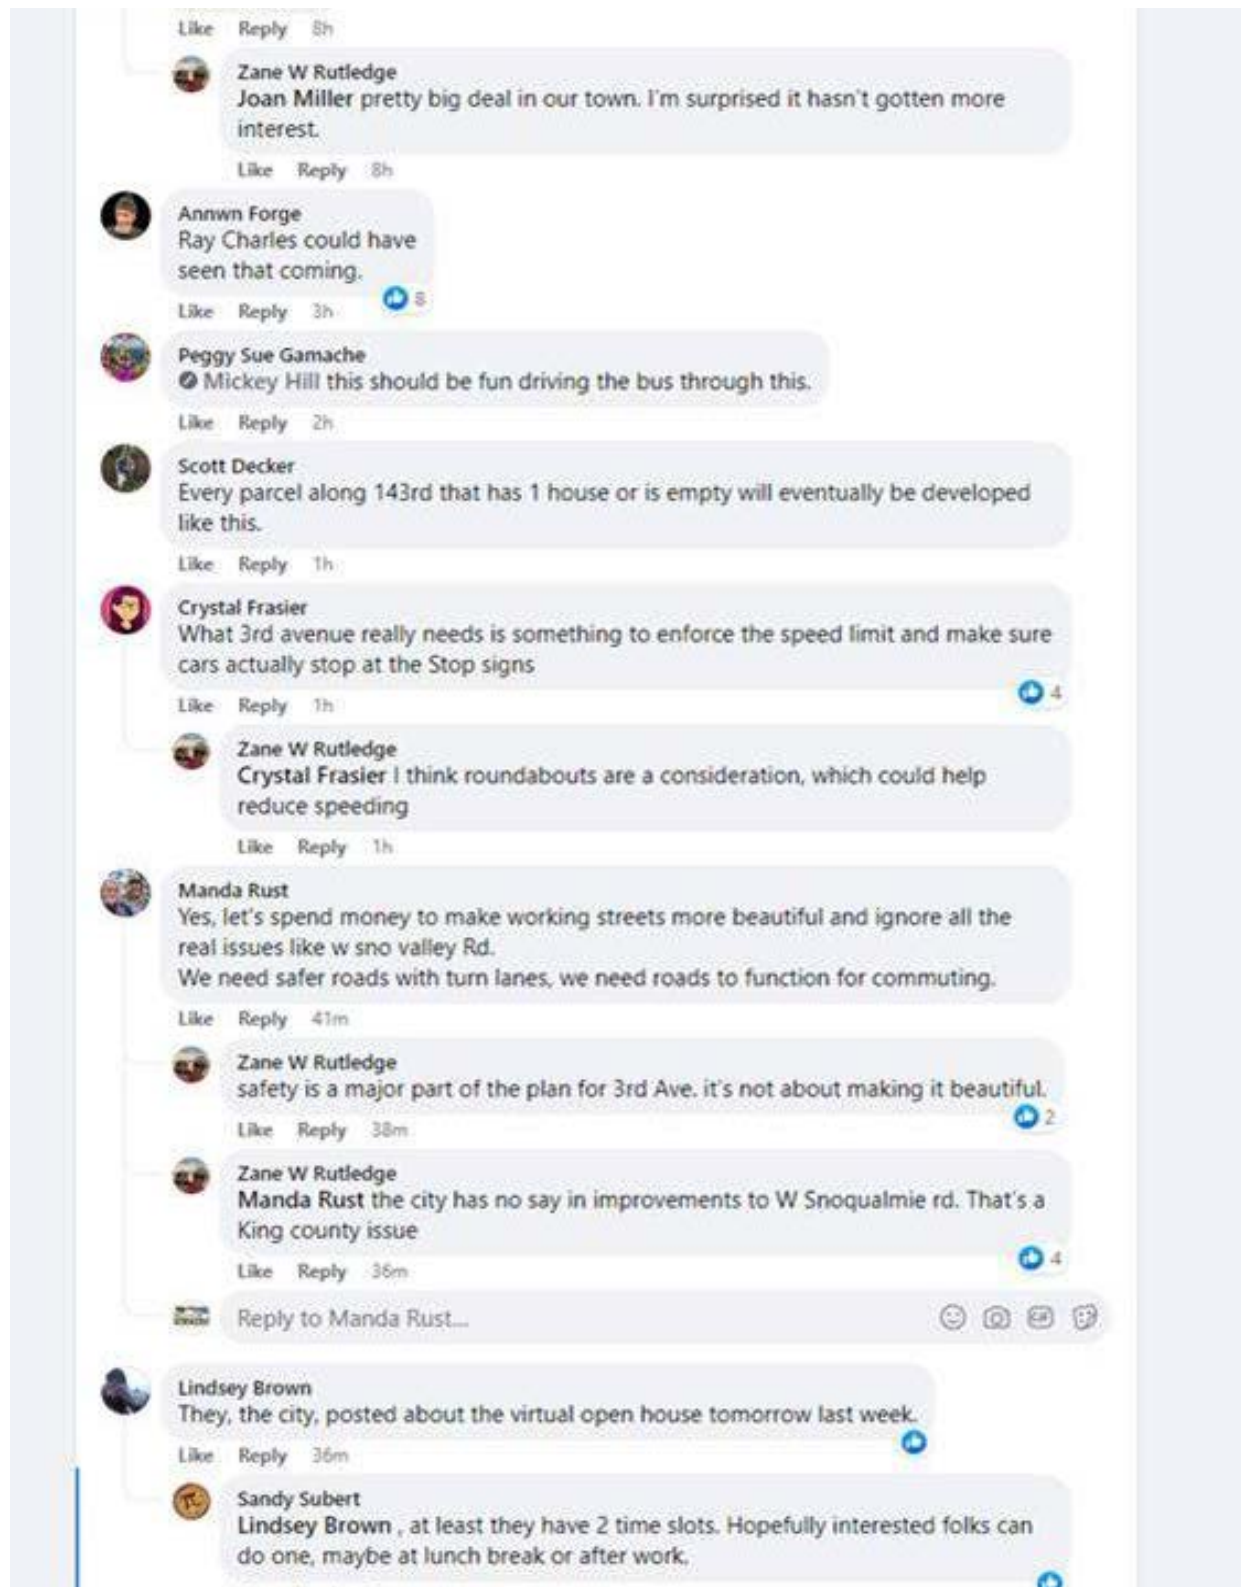 Like Reply 8h
Zane W Rutledge
Joan Miller pretty big deal in our town. I'm surprised it hasn't gotten more
interest.
Like Reply 8h
Annwn Forge
Ray Charles could have
seen that coming.
8
Like Reply 3h
Peggy Sue Gamache
Mickey Hill this should be fun driving the bus through this.
Like Reply 2h
Scott Decker
Every parcel along 143rd that has 1 house or is empty will eventually be developed
like this.
Like Reply 1h
Crystal Frasier
What 3rd avenue really needs is something to enforce the speed limit and make sure
cars actually stop at the Stop signs
4
Like Reply 1h
Zane W Rutledge
Crystal Frasier I think roundabouts are a consideration, which could help
reduce speeding
Like Reply 1h
Manda Rust
Yes, let's spend money to make working streets more beautiful and ignore all the
real issues like w sno valley Rd.
We need safer roads with turn lanes, we need roads to function for commuting.
Like Reply 41m
Zane W Rutledge
safety is a major part of the plan for 3rd Ave. it's not about making it beautiful.
2
Like Reply 38m
Zane W Rutledge
Manda Rust the city has no say in improvements to W Snoqualmie rd. That's a
King county issue
4
Like Reply 36m
Reply to Manda Rust...
GIF
Lindsey Brown
They, the city, posted about the virtual open house tomorrow last week.
Like Reply 36m
Sandy Subert
Lindsey Brown , at least they have 2 time slots. Hopefully interested folks can
do one, maybe at lunch break or after work.